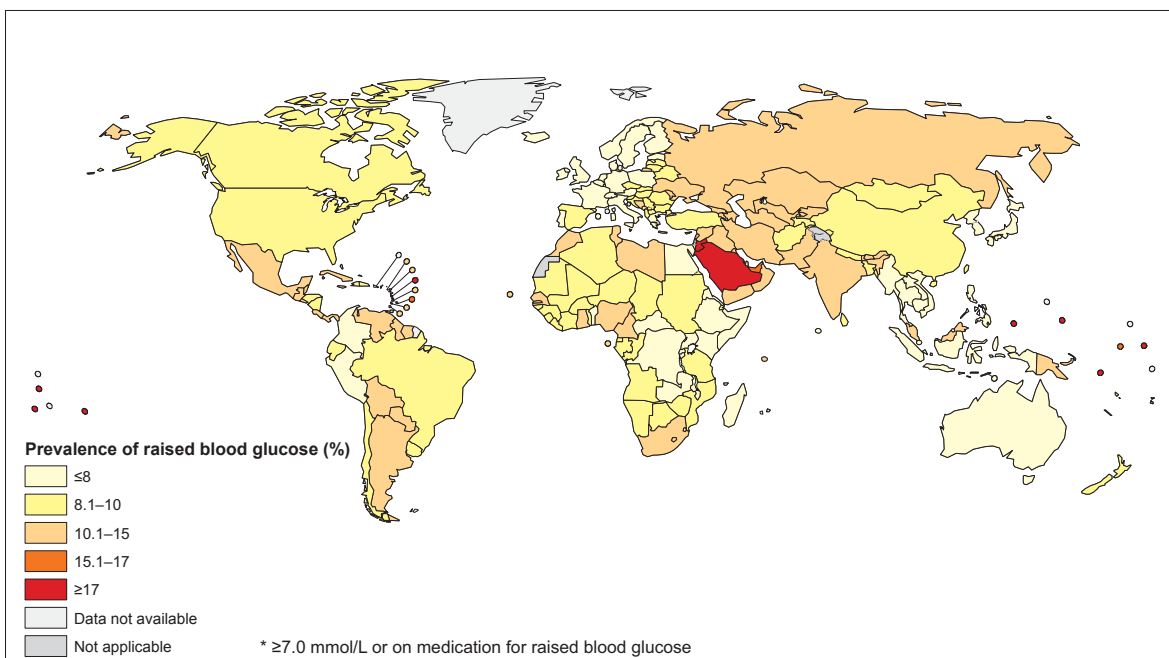 Prevalence of raised blood glucose (%)
≤8
8.1–10
10.1–15
15.1–17
≥17
Data not available
Not applicable
* ≥7.0 mmol/L or on medication for raised blood glucose